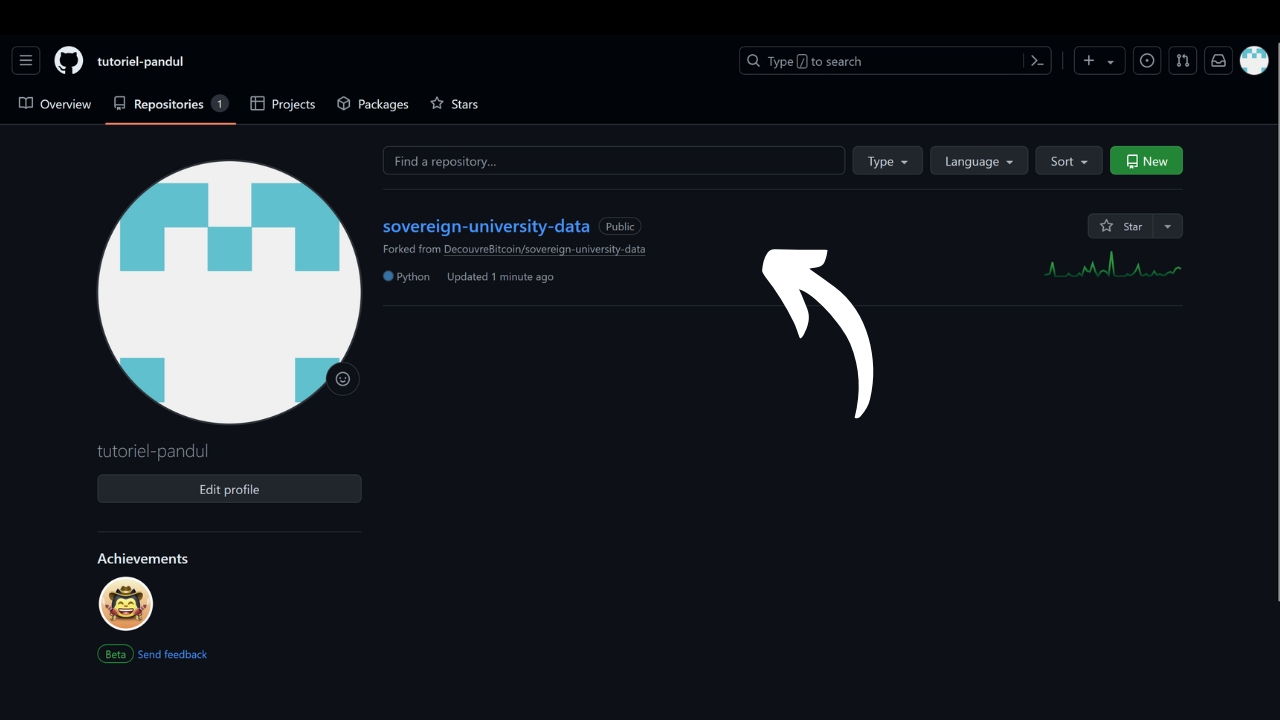 tutoriel-pandul
Type / to search
Overview
Repositories 1
Projects
Packages
Stars
Find a repository...
Type
Language
Sort
New
sovereign-university-data Public
Star
Forked from DecouvreBitcoin/sovereign-university-data
Python Updated 1 minute ago
tutoriel-pandul
Edit profile
Achievements
Beta Send feedback